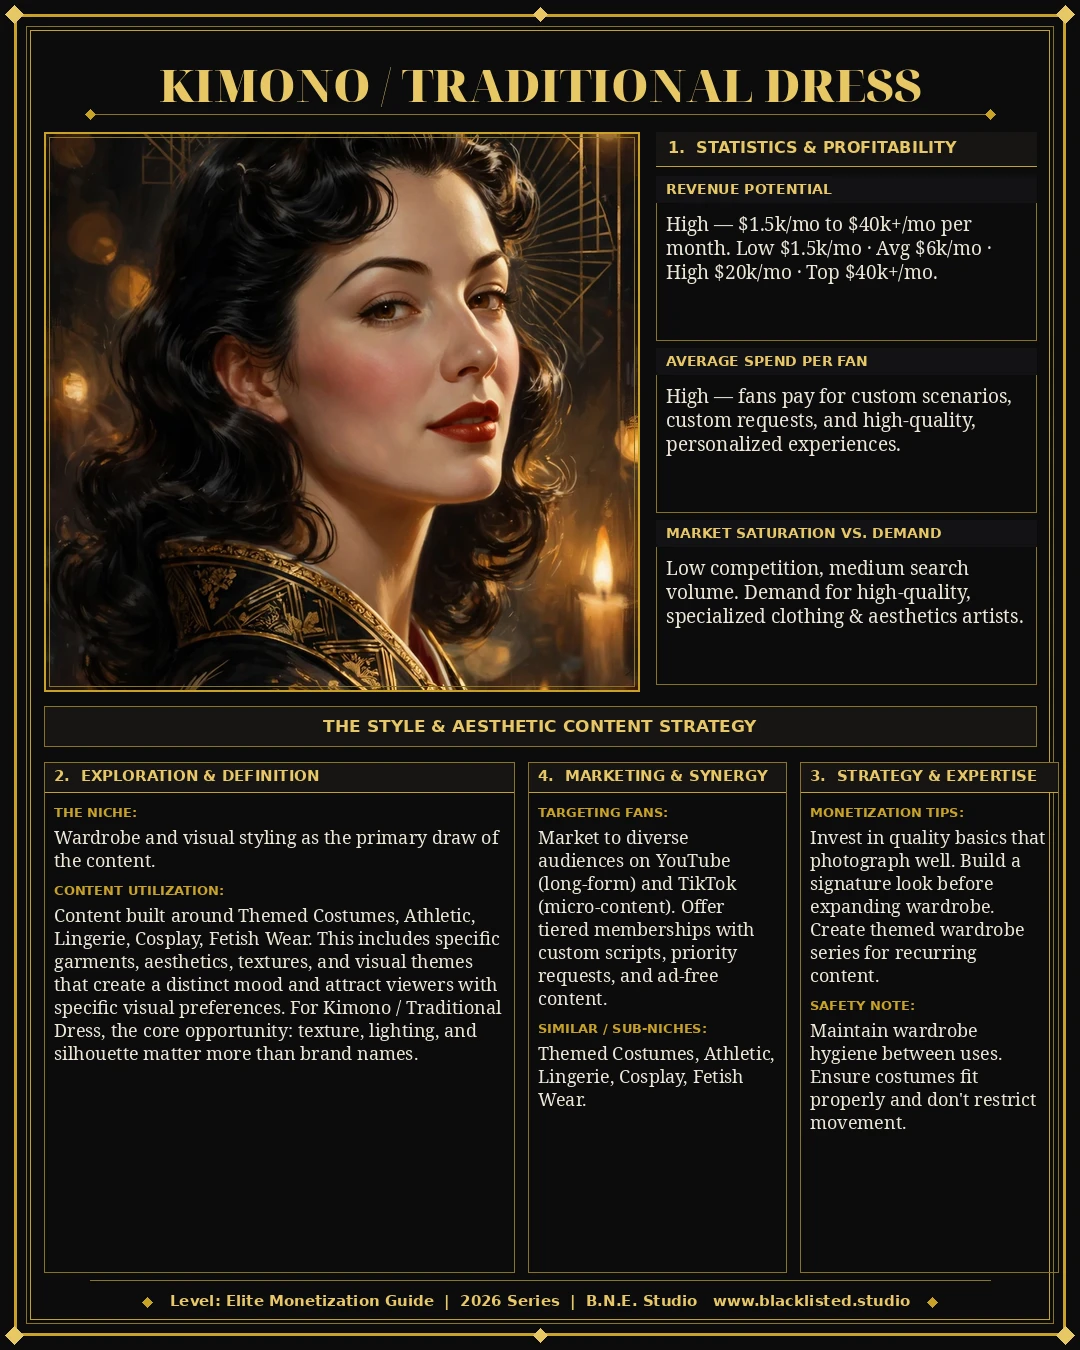 KIMONO / TRADITIONAL DRESS
1. STATISTICS & PROFITABILITY
REVENUE POTENTIAL
High — $1.5k/mo to $40k+/mo per
month. Low $1.5k/mo · Avg $6k/mo ·
High $20k/mo · Top $40k+/mo.
AVERAGE SPEND PER FAN
High — fans pay for custom scenarios,
custom requests, and high-quality,
personalized experiences.
MARKET SATURATION VS. DEMAND
Low competition, medium search
volume. Demand for high-quality,
specialized clothing & aesthetics artists.
THE STYLE & AESTHETIC CONTENT STRATEGY
2. EXPLORATION & DEFINITION
THE NICHE:
Wardrobe and visual styling as the primary draw of
the content.
CONTENT UTILIZATION:
Content built around Themed Costumes, Athletic,
Lingerie, Cosplay, Fetish Wear. This includes specific
garments, aesthetics, textures, and visual themes
that create a distinct mood and attract viewers with
specific visual preferences. For Kimono / Traditional
Dress, the core opportunity: texture, lighting, and
silhouette matter more than brand names.
4. MARKETING & SYNERGY
TARGETING FANS:
Market to diverse
audiences on YouTube
(long-form) and TikTok
(micro-content). Offer
tiered memberships with
custom scripts, priority
requests, and ad-free
content.
SIMILAR / SUB-NICHES:
Themed Costumes, Athletic,
Lingerie, Cosplay, Fetish
Wear.
3. STRATEGY & EXPERTISE
MONETIZATION TIPS:
Invest in quality basics that
photograph well. Build a
signature look before
expanding wardrobe.
Create themed wardrobe
series for recurring
content.
SAFETY NOTE:
Maintain wardrobe
hygiene between uses.
Ensure costumes fit
properly and don't restrict
movement.
Level: Elite Monetization Guide | 2026 Series | B.N.E. Studio www.blacklisted.studio